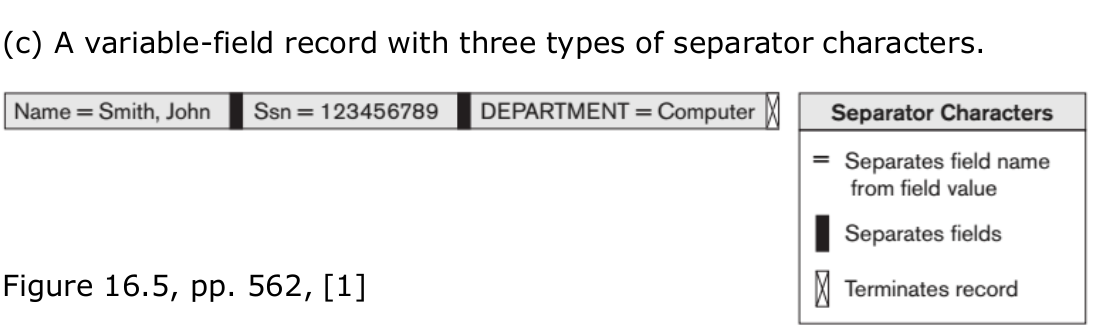 (c) A variable-field record with three types of separator characters.
Name = Smith, John Ssn = 123456789 DEPARTMENT = Computer
Separator Characters
= Separates field name
from field value
Separates fields
Terminates record
Figure 16.5, pp. 562, [1]